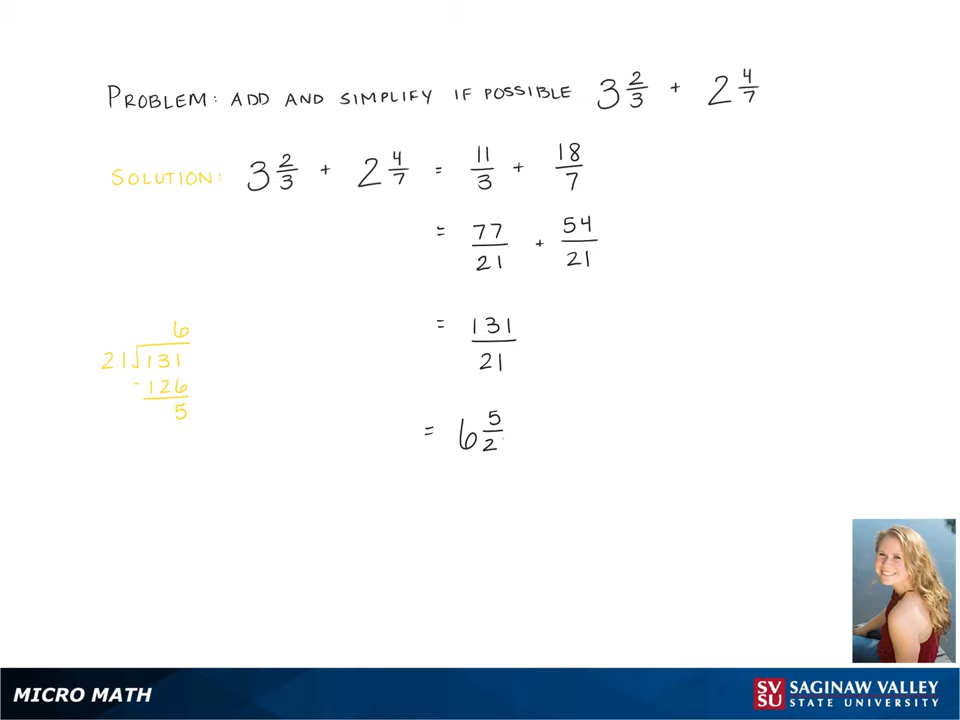 PROBLEM: ADD AND SIMPLIFY IF POSSIBLE 3 2/3 + 2 4/7
SOLUTION: 3 2/3 + 2 4/7 = 11/3 + 18/7
= 77/21 + 54/21
= 131/21
6
21 131
- 126
5
= 6 5/2
MICRO MATH
SVSU SAGINAW VALLEY
STATE UNIVERSITY